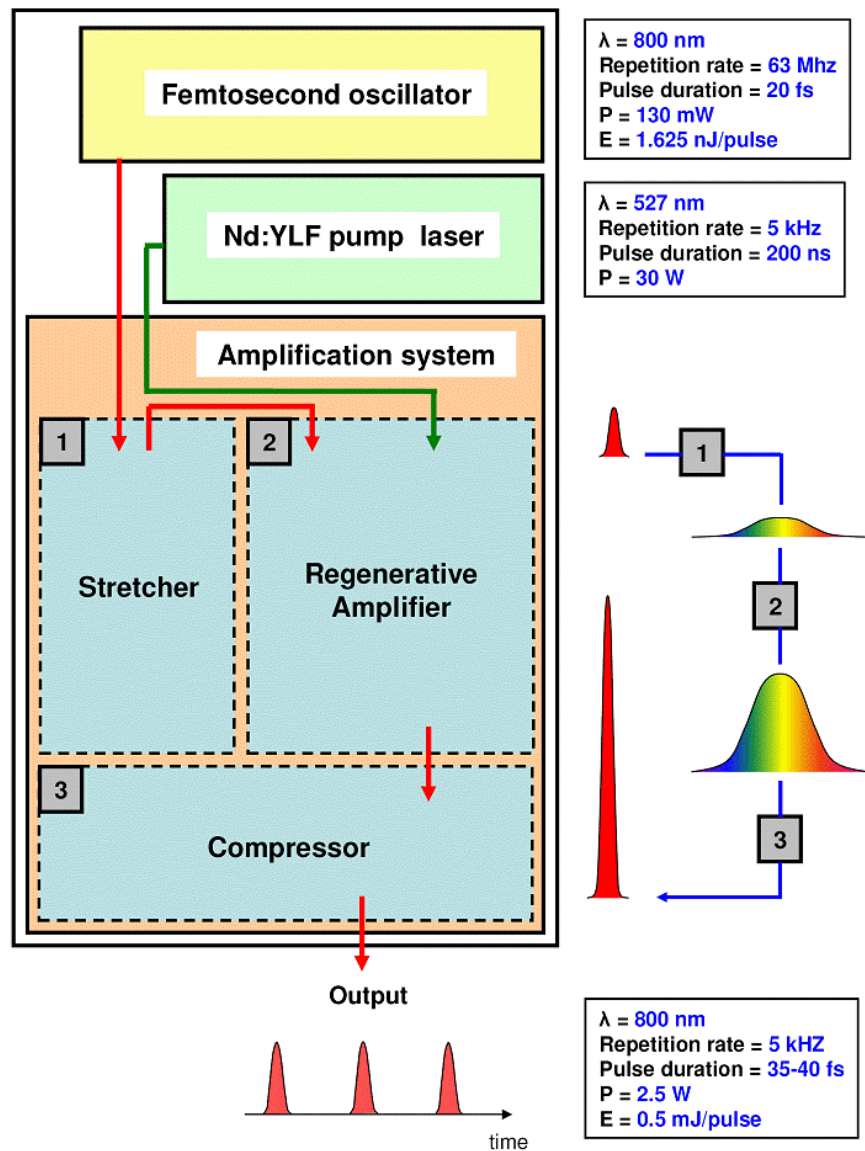 Femtosecond oscillator
λ = 800 nm
Repetition rate = 63 Mhz
Pulse duration = 20 fs
P = 130 mW
E = 1.625 nJ/pulse
Nd:YLF pump laser
λ = 527 nm
Repetition rate = 5 kHz
Pulse duration = 200 ns
P = 30 W
Amplification system
1
2
Stretcher
Regenerative
Amplifier
3
Compressor
1
2
3
Output
time
λ = 800 nm
Repetition rate = 5 kHZ
Pulse duration = 35-40 fs
P = 2.5 W
E = 0.5 mJ/pulse